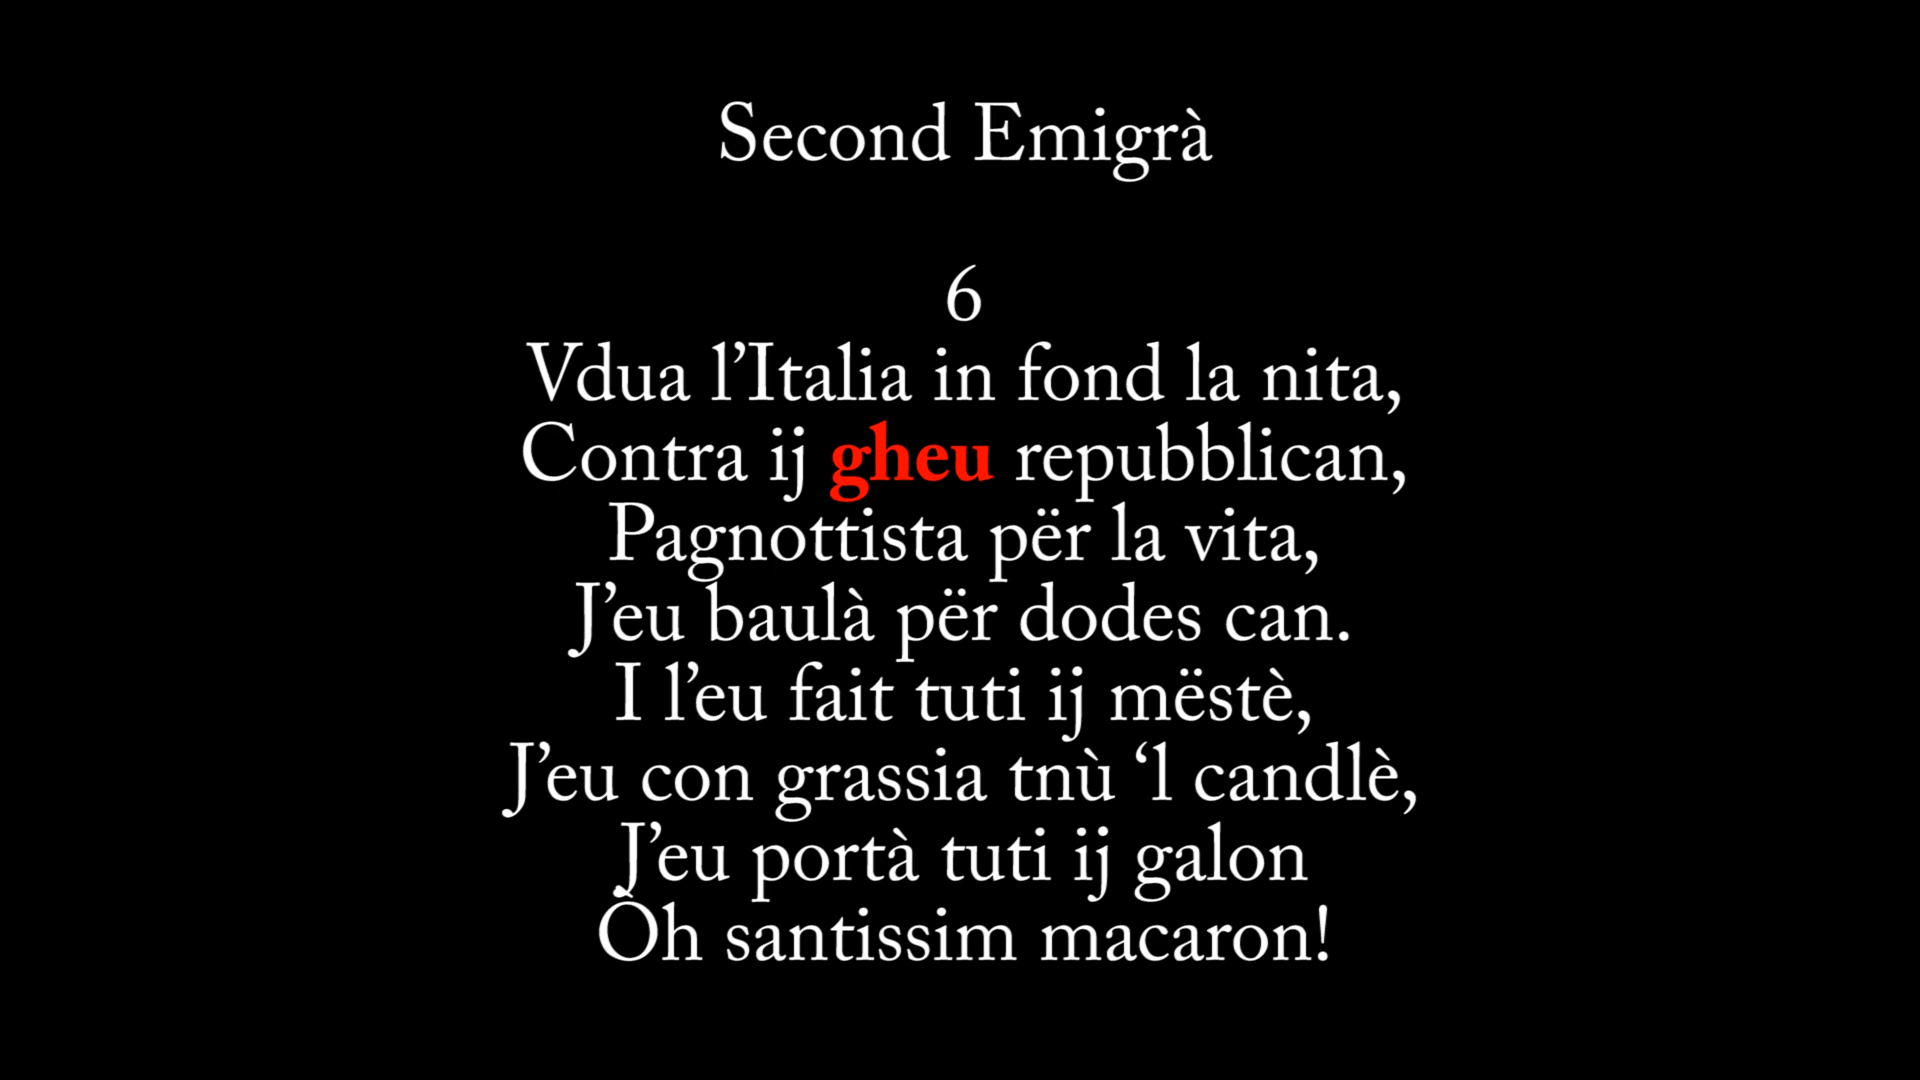 Second Emigrà
6
Vdua l’Italia in fond la nita,
Contra ij gheu repubblican,
Pagnottista për la vita,
J’eu baulà për dodes can.
I l’eu fait tuti ij mëstè,
J’eu con grassia tnù ‘l candlè,
J’eu portà tuti ij galon
Òh santissim macaron!